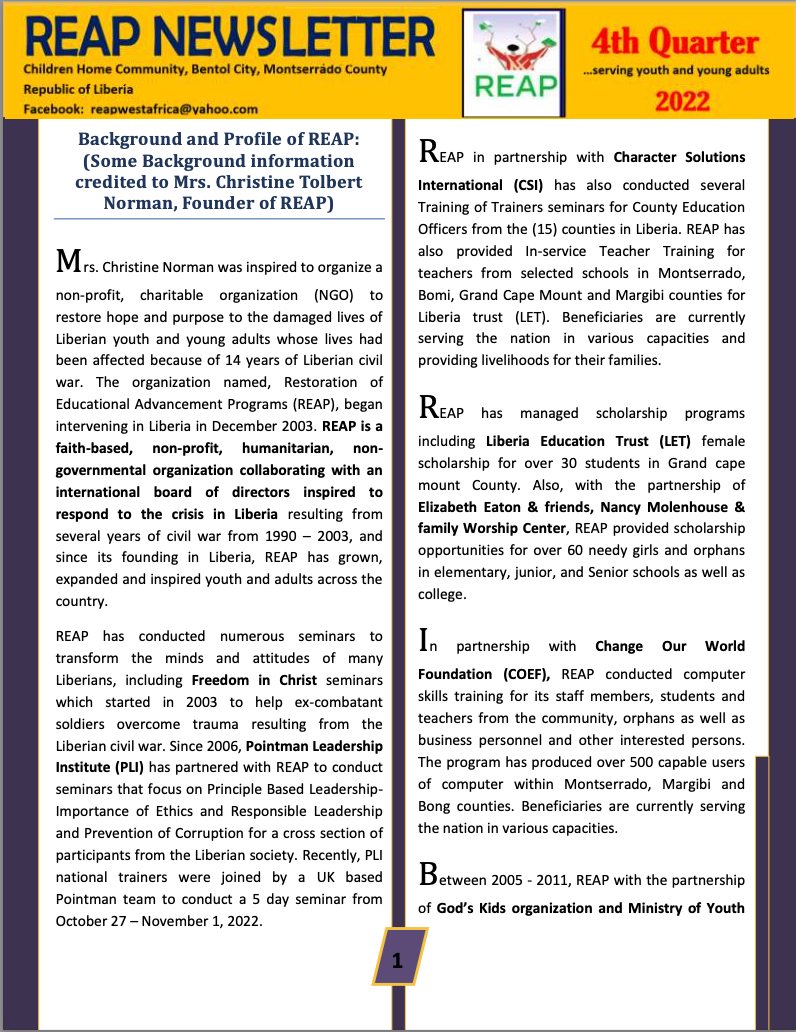 REAP NEWSLETTER
Children Home Community, Bentol City, Montserrado County
Republic of Liberia
Facebook: reapwestafrica@yahoo.com
REAP
4th Quarter
...serving youth and young adults
2022
Background and Profile of REAP:
(Some Background information
credited to Mrs. Christine Tolbert
Norman, Founder of REAP)
Mrs. Christine Norman was inspired to organize a
non-profit, charitable organization (NGO) to
restore hope and purpose to the damaged lives of
Liberian youth and young adults whose lives had
been affected because of 14 years of Liberian civil
war. The organization named, Restoration of
Educational Advancement Programs (REAP), began
intervening in Liberia in December 2003. REAP is a
faith-based, non-profit, humanitarian, non-
governmental organization collaborating with an
international board of directors inspired to
respond to the crisis in Liberia resulting from
several years of civil war from 1990 – 2003, and
since its founding in Liberia, REAP has grown,
expanded and inspired youth and adults across the
country.
REAP has conducted numerous seminars to
transform the minds and attitudes of many
Liberians, including Freedom in Christ seminars
which started in 2003 to help ex-combatant
soldiers overcome trauma resulting from the
Liberian civil war. Since 2006, Pointman Leadership
Institute (PLI) has partnered with REAP to conduct
seminars that focus on Principle Based Leadership-
Importance of Ethics and Responsible Leadership
and Prevention of Corruption for a cross section of
participants from the Liberian society. Recently, PLI
national trainers were joined by a UK based
Pointman team to conduct a 5 day seminar from
October 27 – November 1, 2022.
REAP in partnership with Character Solutions
International (CSI) has also conducted several
Training of Trainers seminars for County Education
Officers from the (15) counties in Liberia. REAP has
also provided In-service Teacher Training for
teachers from selected schools in Montserrado,
Bomi, Grand Cape Mount and Margibi counties for
Liberia trust (LET). Beneficiaries are currently
serving the nation in various capacities and
providing livelihoods for their families.
REAP has managed scholarship programs
including Liberia Education Trust (LET) female
scholarship for over 30 students in Grand cape
mount County. Also, with the partnership of
Elizabeth Eaton & friends, Nancy Molenhouse &
family Worship Center, REAP provided scholarship
opportunities for over 60 needy girls and orphans
in elementary, junior, and Senior schools as well as
college.
In partnership with Change Our World
Foundation (COEF), REAP conducted computer
skills training for its staff members, students and
teachers from the community, orphans as well as
business personnel and other interested persons.
The program has produced over 500 capable users
of computer within Montserrado, Margibi and
Bong counties. Beneficiaries are currently serving
the nation in various capacities.
Between 2005 - 2011, REAP with the partnership
of God's Kids organization and Ministry of Youth
1